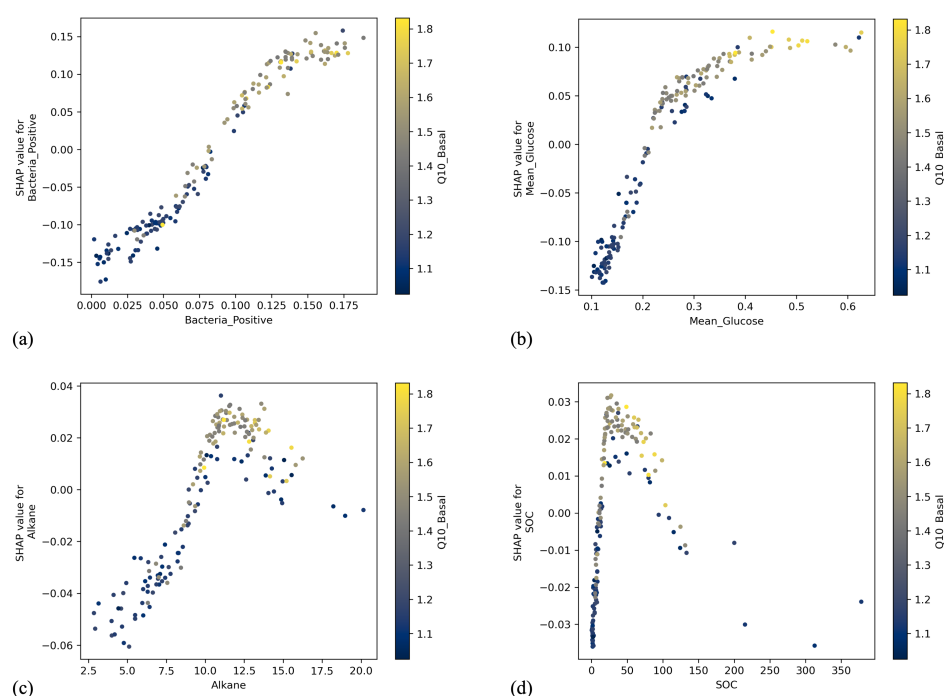 0.15
0.10
0.05
0.00
−0.05
−0.10
−0.15
SHAP value for
Bacteria_Positive
0.000 0.025 0.050 0.075 0.100 0.125 0.150 0.175
Bacteria_Positive
1.8
1.7
1.6
1.5
1.4
1.3
1.2
1.1
Q10_Basal
(a)
0.10
0.05
0.00
−0.05
−0.10
−0.15
SHAP value for
Mean_Glucose
0.1 0.2 0.3 0.4 0.5 0.6
Mean_Glucose
1.8
1.7
1.6
1.5
1.4
1.3
1.2
1.1
Q10_Basal
(b)
0.04
0.02
0.00
−0.02
−0.04
−0.06
SHAP value for
Alkane
2.5 5.0 7.5 10.0 12.5 15.0 17.5 20.0
Alkane
1.8
1.7
1.6
1.5
1.4
1.3
1.2
1.1
Q10_Basal
(c)
0.03
0.02
0.01
0.00
−0.01
−0.02
−0.03
SHAP value for
SOC
0 50 100 150 200 250 300 350
SOC
1.8
1.7
1.6
1.5
1.4
1.3
1.2
1.1
Q10_Basal
(d)